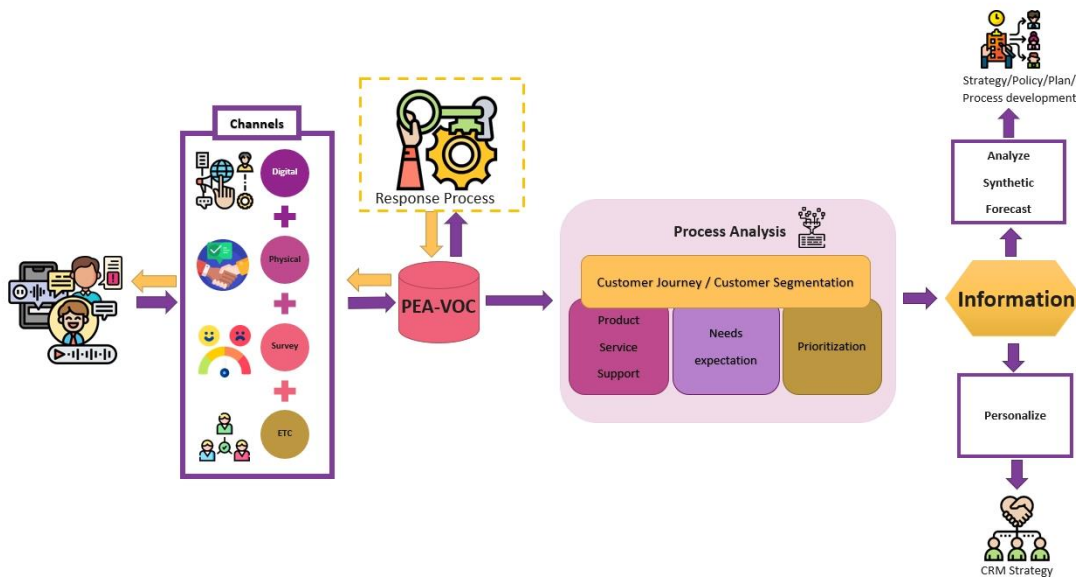 Channels
Digital
Physical
Survey
ETC
Response Process
PEA-VOC
Process Analysis
Customer Journey / Customer Segmentation
Product
Service
Support
Needs
expectation
Prioritization
Strategy/Policy/Plan/
Process development
Analyze
Synthetic
Forecast
Information
Personalize
CRM Strategy